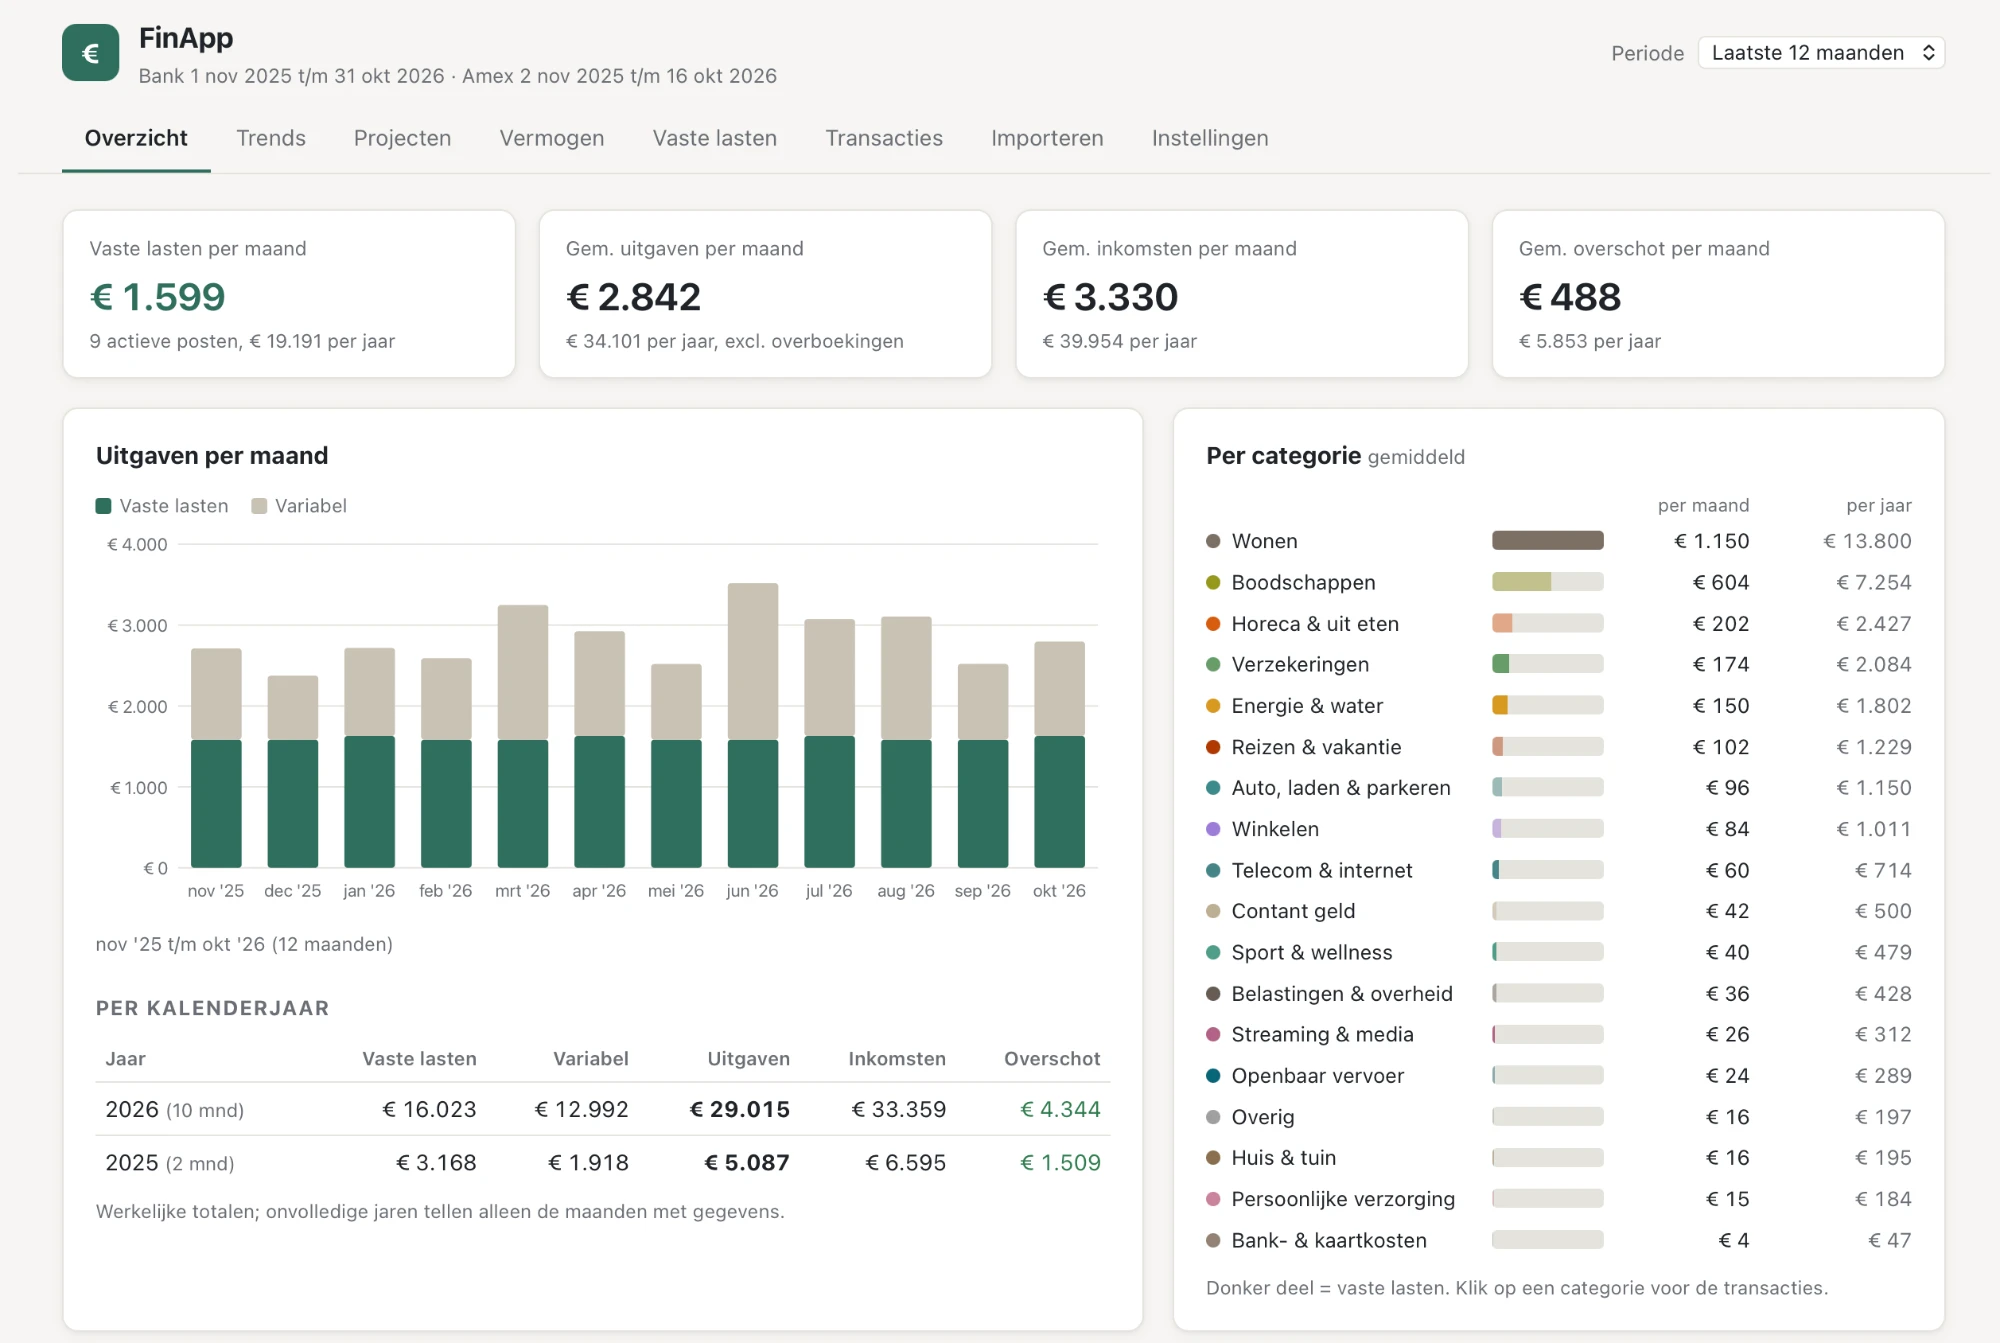 €
FinApp
Bank 1 nov 2025 t/m 31 okt 2026 · Amex 2 nov 2025 t/m 16 okt 2026
Periode Laatste 12 maanden
Overzicht Trends Projecten Vermogen Vaste lasten Transacties Importeren Instellingen
Vaste lasten per maand
€ 1.599
9 actieve posten, € 19.191 per jaar
Gem. uitgaven per maand
€ 2.842
€ 34.101 per jaar, excl. overboekingen
Gem. inkomsten per maand
€ 3.330
€ 39.954 per jaar
Gem. overschot per maand
€ 488
€ 5.853 per jaar
Uitgaven per maand
Vaste lasten Variabel
€ 4.000
€ 3.000
€ 2.000
€ 1.000
€ 0
nov '25 dec '25 jan '26 feb '26 mrt '26 apr '26 mei '26 jun '26 jul '26 aug '26 sep '26 okt '26
nov '25 t/m okt '26 (12 maanden)
PER KALENDERJAAR
Jaar Vaste lasten Variabel Uitgaven Inkomsten Overschot
2026 (10 mnd) € 16.023 € 12.992 € 29.015 € 33.359 € 4.344
2025 (2 mnd) € 3.168 € 1.918 € 5.087 € 6.595 € 1.509
Werkelijke totalen; onvolledige jaren tellen alleen de maanden met gegevens.
Per categorie gemiddeld
per maand per jaar
Wonen € 1.150 € 13.800
Boodschappen € 604 € 7.254
Horeca & uit eten € 202 € 2.427
Verzekeringen € 174 € 2.084
Energie & water € 150 € 1.802
Reizen & vakantie € 102 € 1.229
Auto, laden & parkeren € 96 € 1.150
Winkelen € 84 € 1.011
Telecom & internet € 60 € 714
Contant geld € 42 € 500
Sport & wellness € 40 € 479
Belastingen & overheid € 36 € 428
Streaming & media € 26 € 312
Openbaar vervoer € 24 € 289
Overig € 16 € 197
Huis & tuin € 16 € 195
Persoonlijke verzorging € 15 € 184
Bank- & kaartkosten € 4 € 47
Donker deel = vaste lasten. Klik op een categorie voor de transacties.